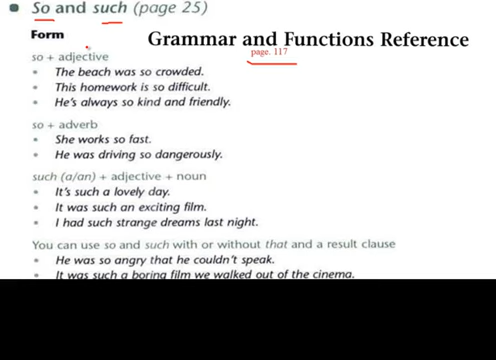 So and such (page 25)
Form
Grammar and Functions Reference
page. 117
so + adjective
The beach was so crowded.
This homework is so difficult.
He's always so kind and friendly.
so + adverb
She works so fast.
He was driving so dangerously.
such (a/an) + adjective + noun
It's such a lovely day.
It was such an exciting film.
I had such strange dreams last night.
You can use so and such with or without that and a result clause
He was so angry that he couldn't speak.
It was such a boring film we walked out of the cinema.